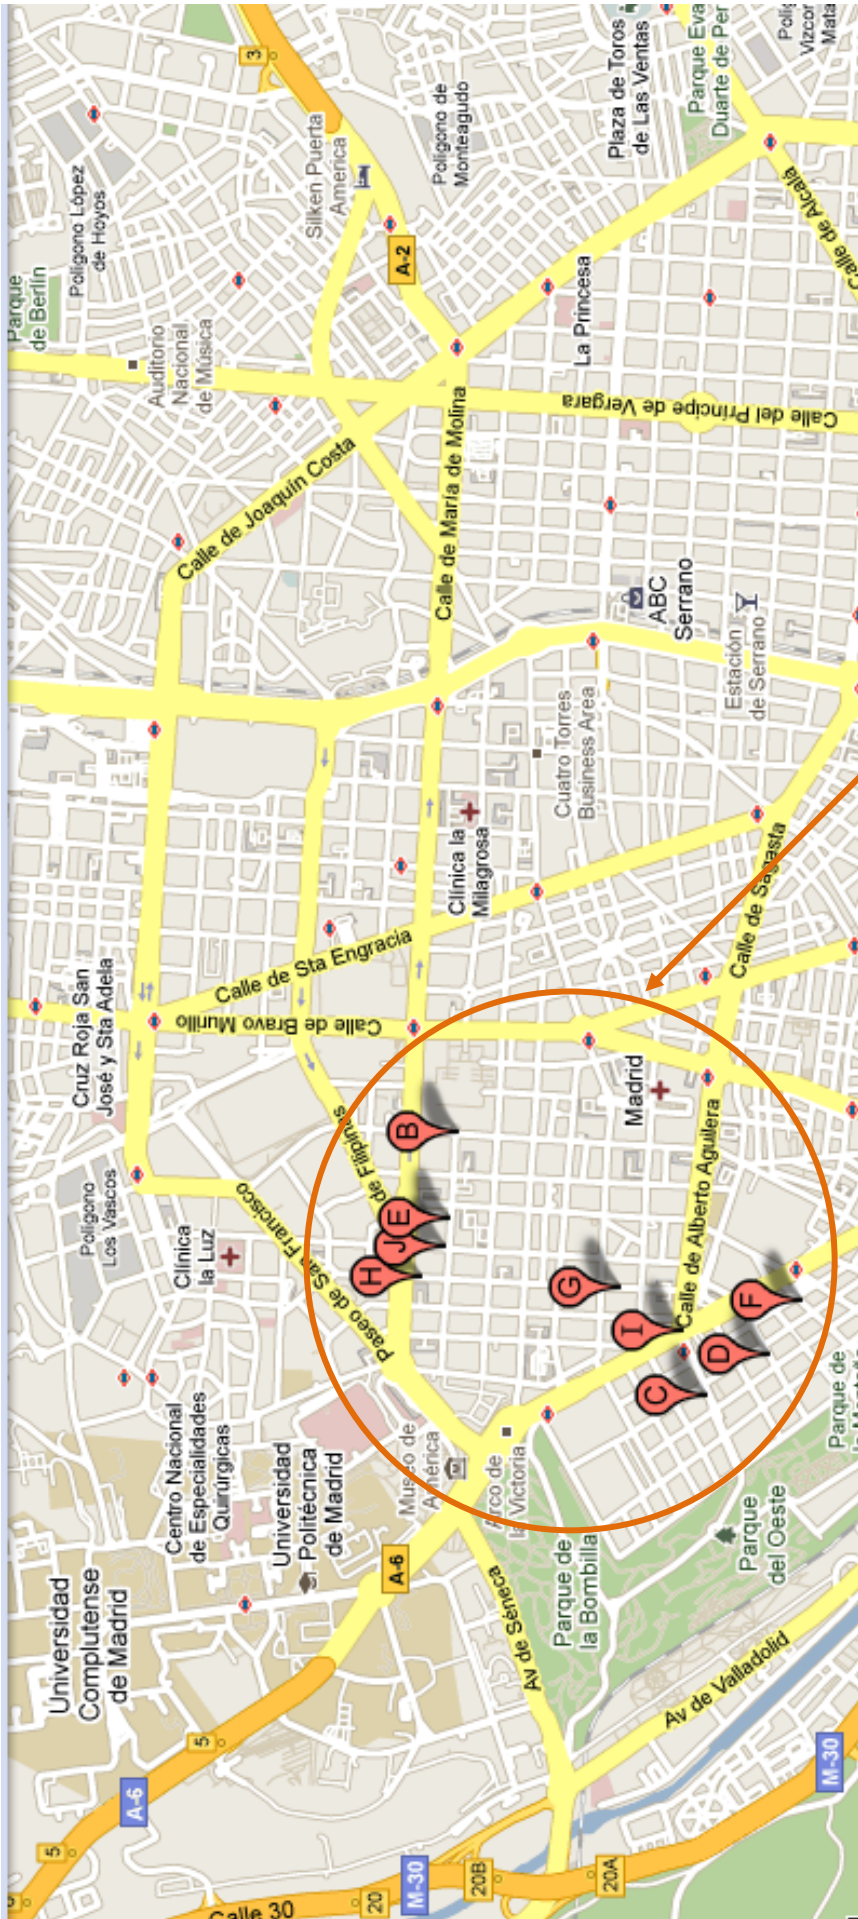 Parque
de Berlín
Polígono López
de Hoyos
3
Silken Puerta
America
Polígono de
Monteagudo
Plaza de Toros
de Las Ventas
Parque Eva
Duarte de Per
Auditorio
Nacional
de Música
A-2
La Princesa
Calle de Alcalá
Calle del Príncipe de Vergara
Calle de Joaquín Costa
Calle de María de Molina
ABC
Serrano
Estación
de Serrano
Cuatro Torres
Business Area
Clínica la
Milagrosa
Calle de Sagasta
Calle de Sta Engracia
Calle de Bravo Murillo
Cruz Roja San
José y Sta Adela
Madrid
Polígono
Los Vascos
Clínica
la Luz
Paseo de San Francisco
de Filipinas
Calle de Alberto Aguilera
B
E
J
H
G
I
F
D
C
Centro Nacional
de Especialidades
Quirúrgicas
Universidad
Politécnica
de Madrid
Museo de
América
Arco de
la Victoria
Parque de
Universidad
Complutense
de Madrid
A-6
Av de Séneca
Parque de
la Bombilla
Parque
del Oeste
Av de Valladolid
5
A-6
5
Calle 30
20
M-30
20B
20A
M-30